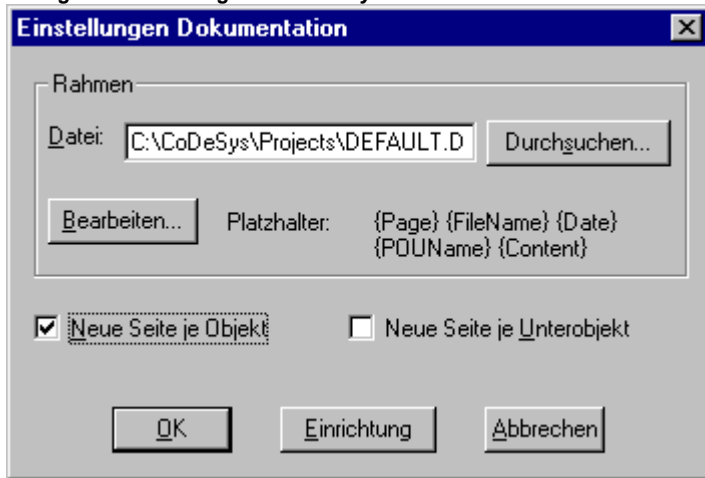 Einstellungen Dokumentation
Rahmen
Datei: C:\CoDeSys\Projects\DEFAULT.D Durchsuchen...
Bearbeiten... Platzhalter: {Page} {FileName} {Date}
{POUName} {Content}
Neue Seite je Objekt Neue Seite je Unterobjekt
OK Einrichtung Abbrechen